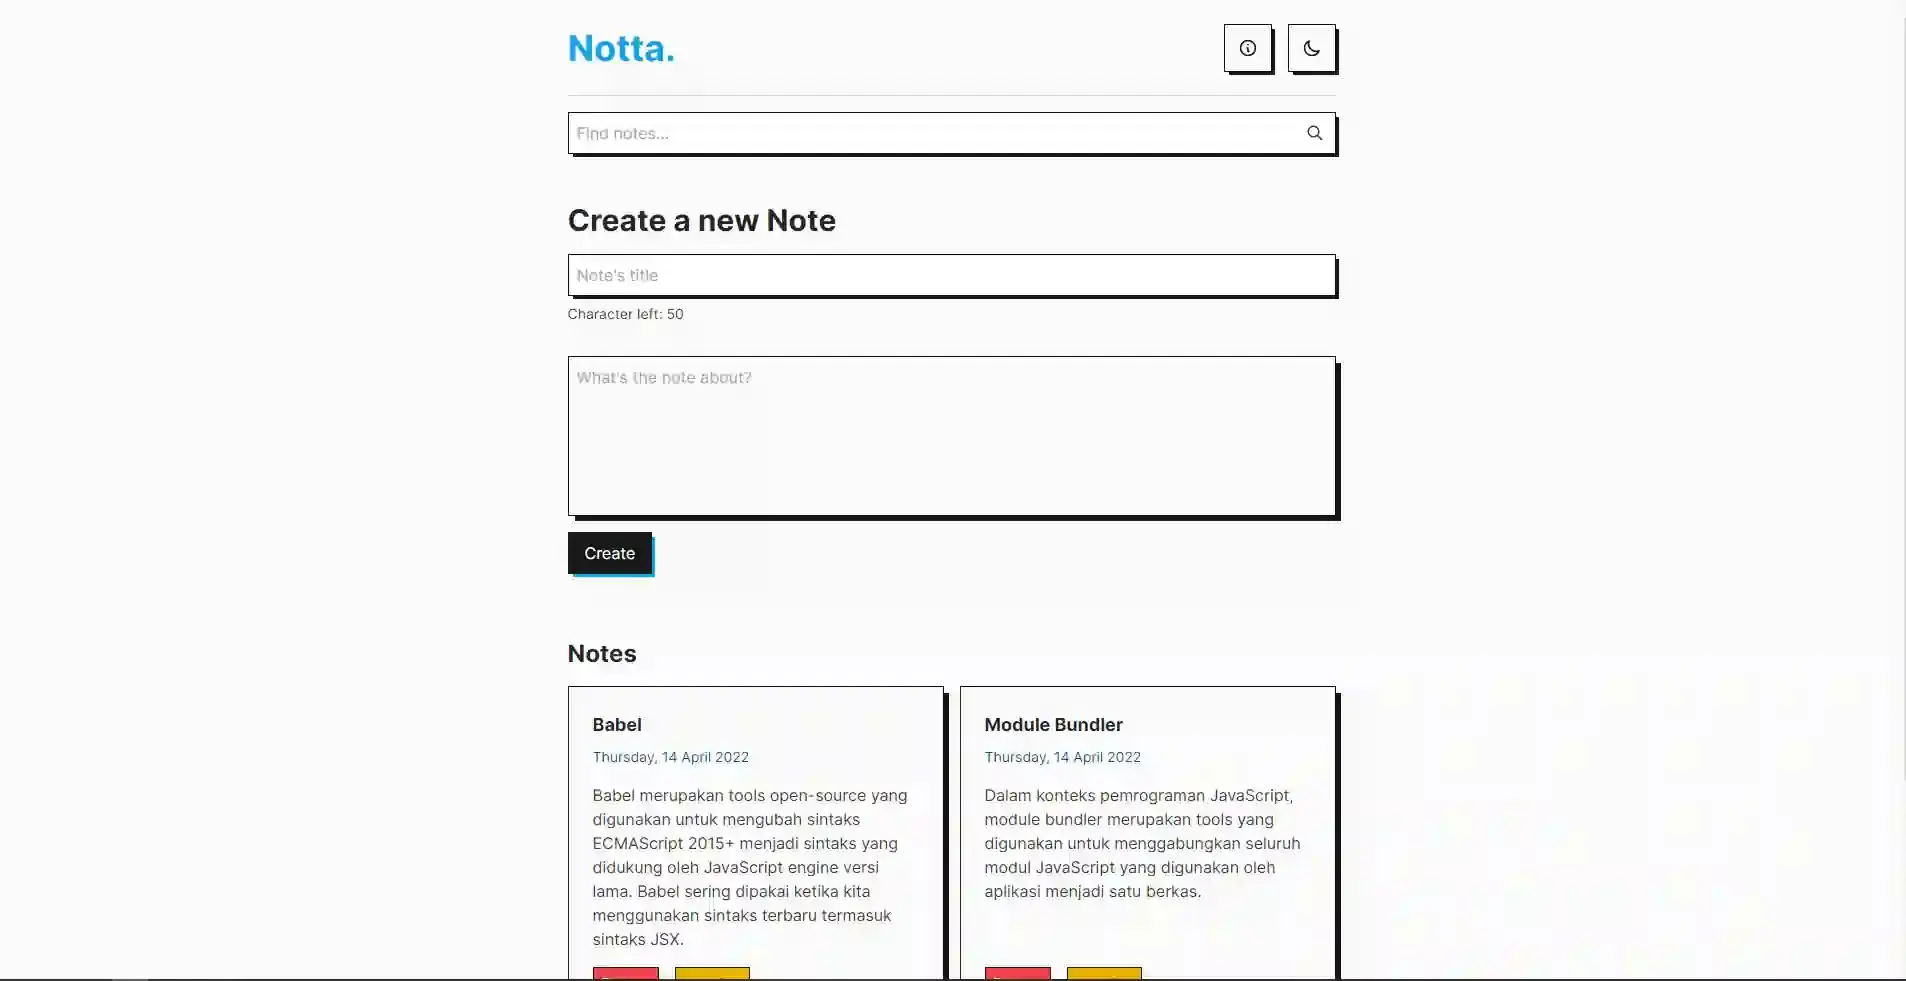 Notta.
Find notes...
Create a new Note
Note's title
Character left: 50
What's the note about?
Create
Notes
Babel
Thursday, 14 April 2022
Babel merupakan tools open-source yang
digunakan untuk mengubah sintaks
ECMAScript 2015+ menjadi sintaks yang
didukung oleh JavaScript engine versi
lama. Babel sering dipakai ketika kita
menggunakan sintaks terbaru termasuk
sintaks JSX.
Module Bundler
Thursday, 14 April 2022
Dalam konteks pemrograman JavaScript,
module bundler merupakan tools yang
digunakan untuk menggabungkan seluruh
modul JavaScript yang digunakan oleh
aplikasi menjadi satu berkas.